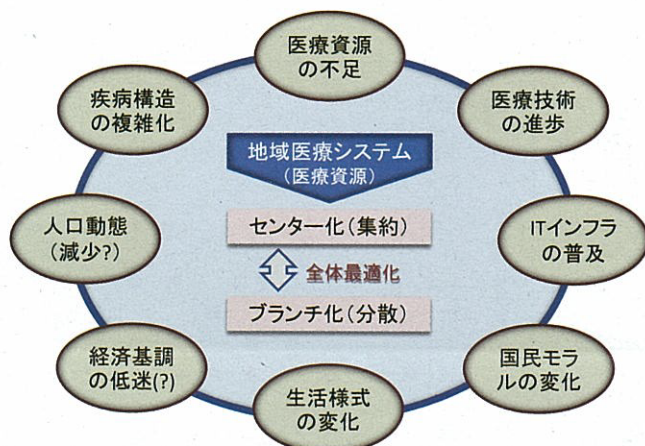 医療資源
の不足
疾病構造
の複雑化
医療技術
の進歩
地域医療システム
(医療資源)
人口動態
(減少?)
センター化(集約)
ITインフラ
の普及
全体最適化
ブランチ化(分散)
経済基調
の低迷(?)
国民モラ
ルの変化
生活様式
の変化